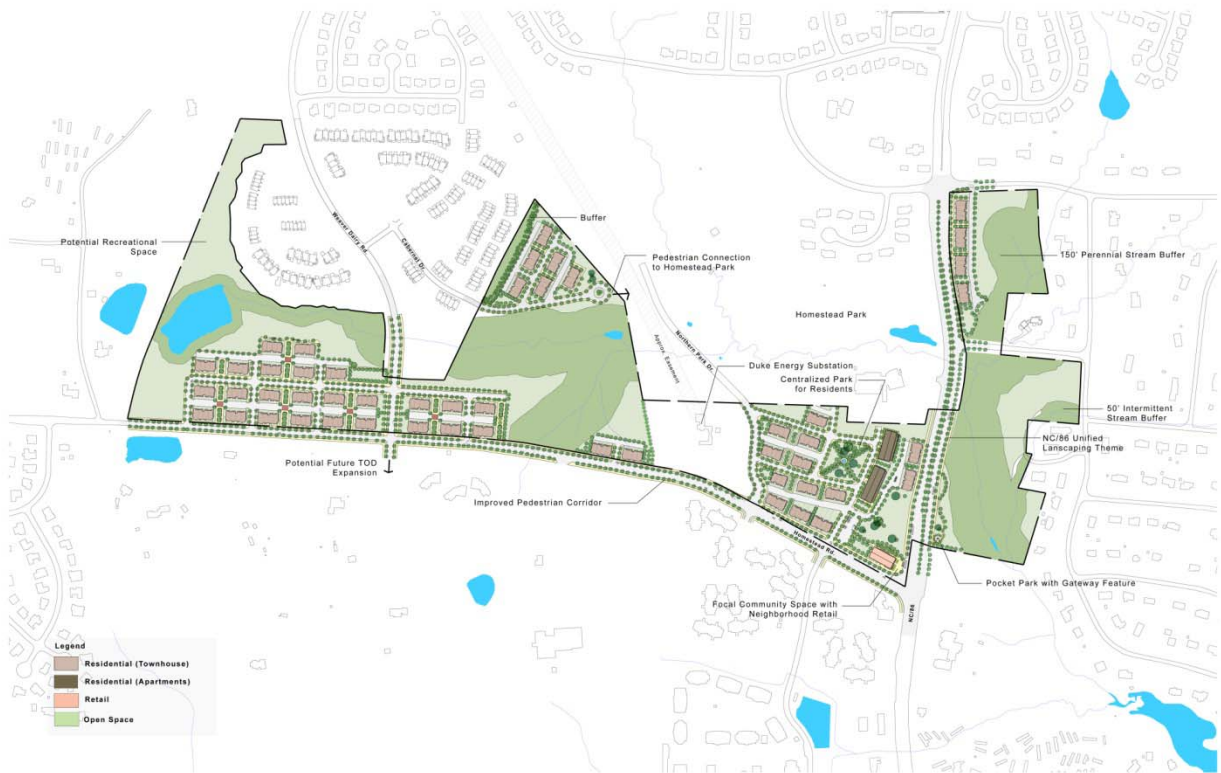 Buffer
Potential Recreational
Space
Weaver Dairy Rd.
Pedestrian Connection
to Homestead Park
150' Perennial Stream Buffer
Homestead Park
Northern Park Dr.
Approx. Easement
Duke Energy Substation
Centralized Park
for Residents
50' Intermittent
Stream Buffer
NC/86 Unified
Lanscaping Theme
Potential Future TOD
Expansion
Improved Pedestrian Corridor
Homestead Rd.
Pocket Park with Gateway Feature
Focal Community Space with
Neighborhood Retail
NC/86
Legend
Residential (Townhouse)
Residential (Apartments)
Retail
Open Space